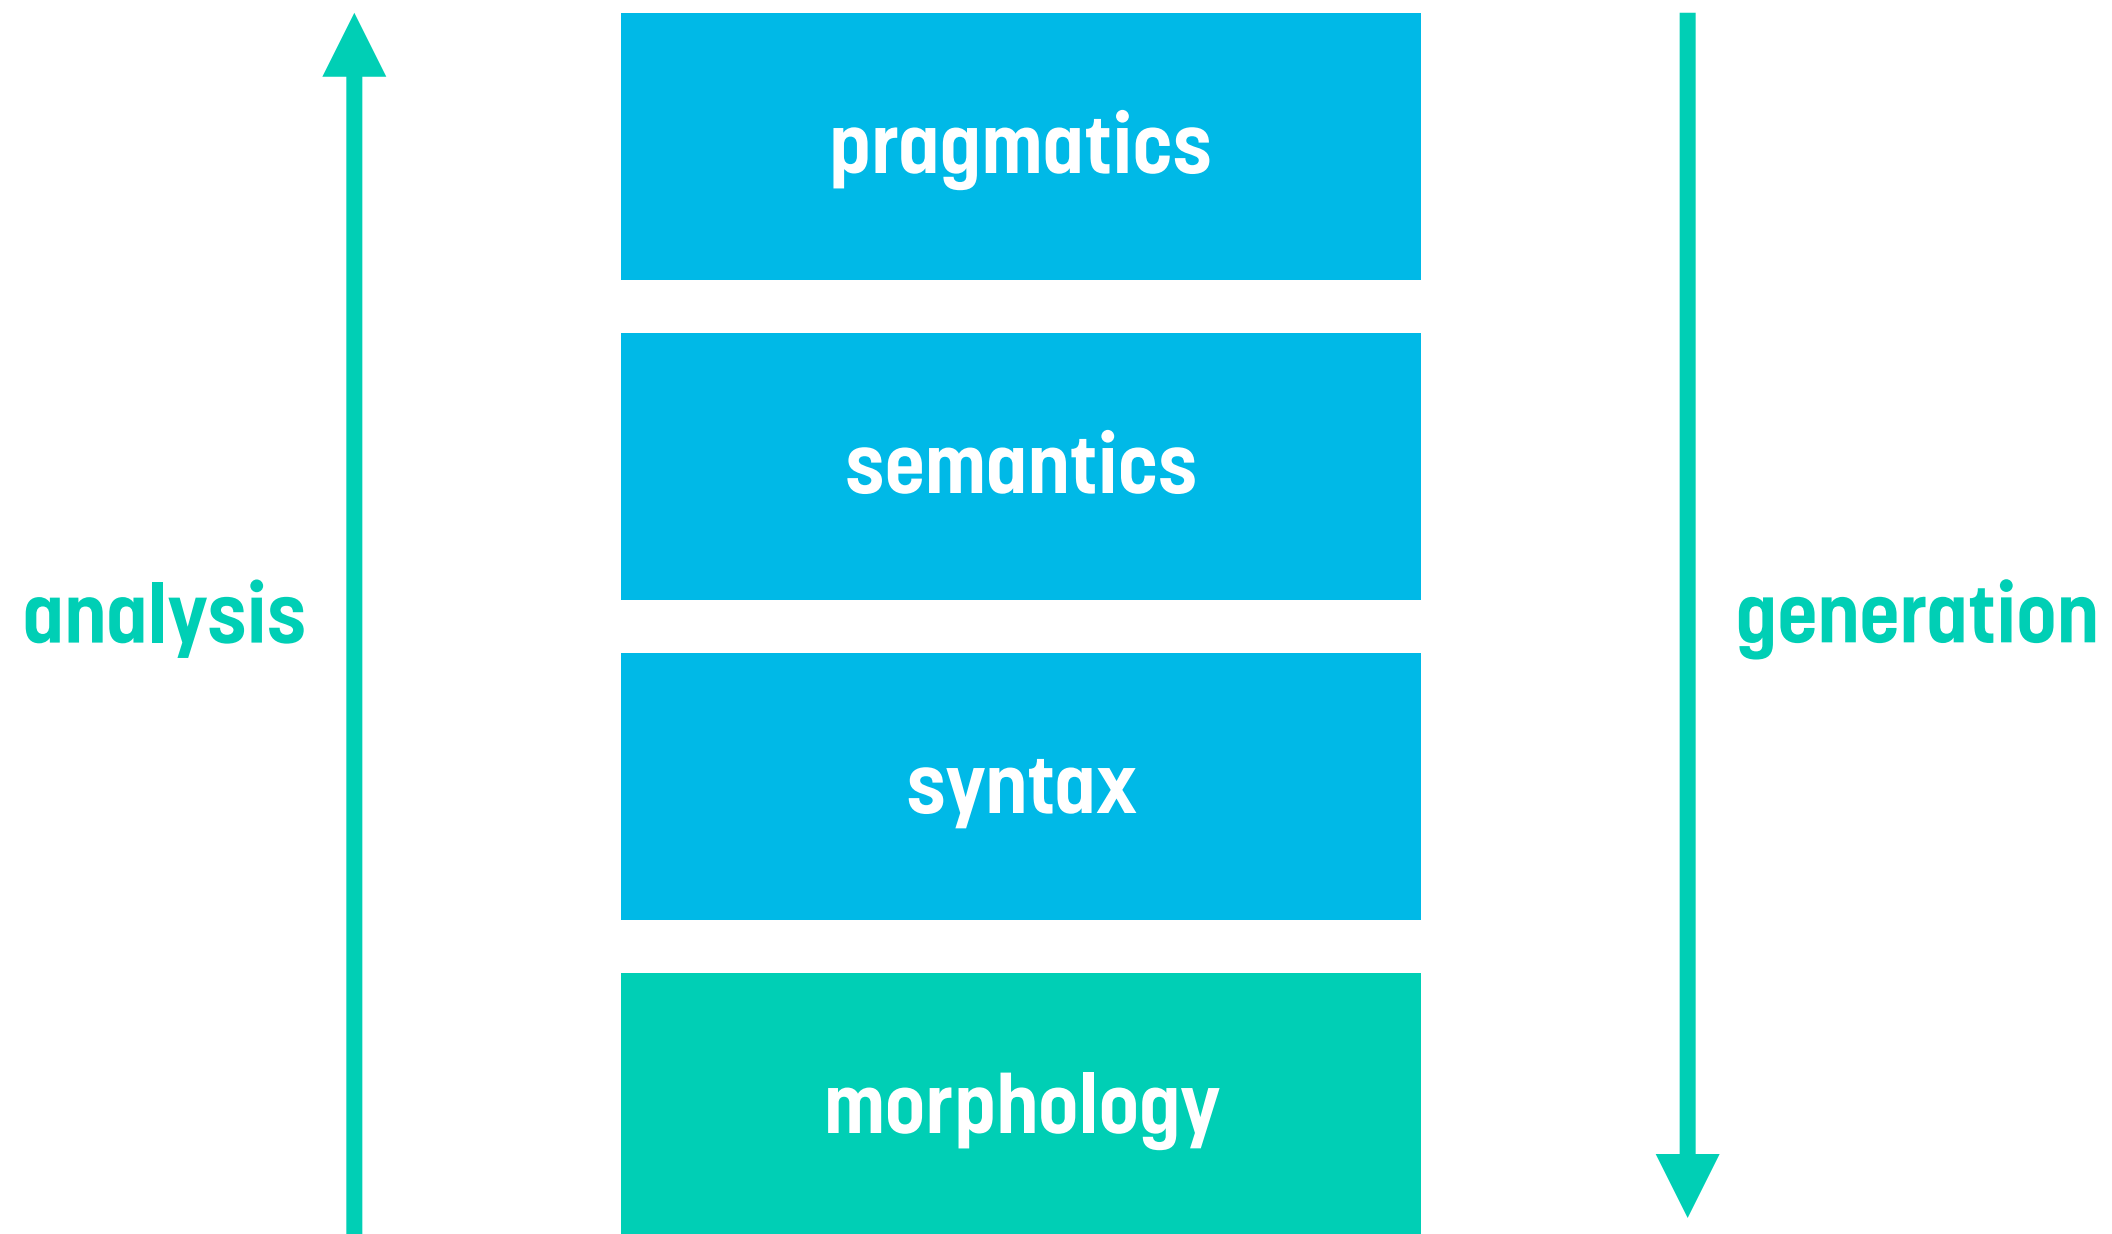 pragmatics
semantics
analysis
generation
syntax
morphology